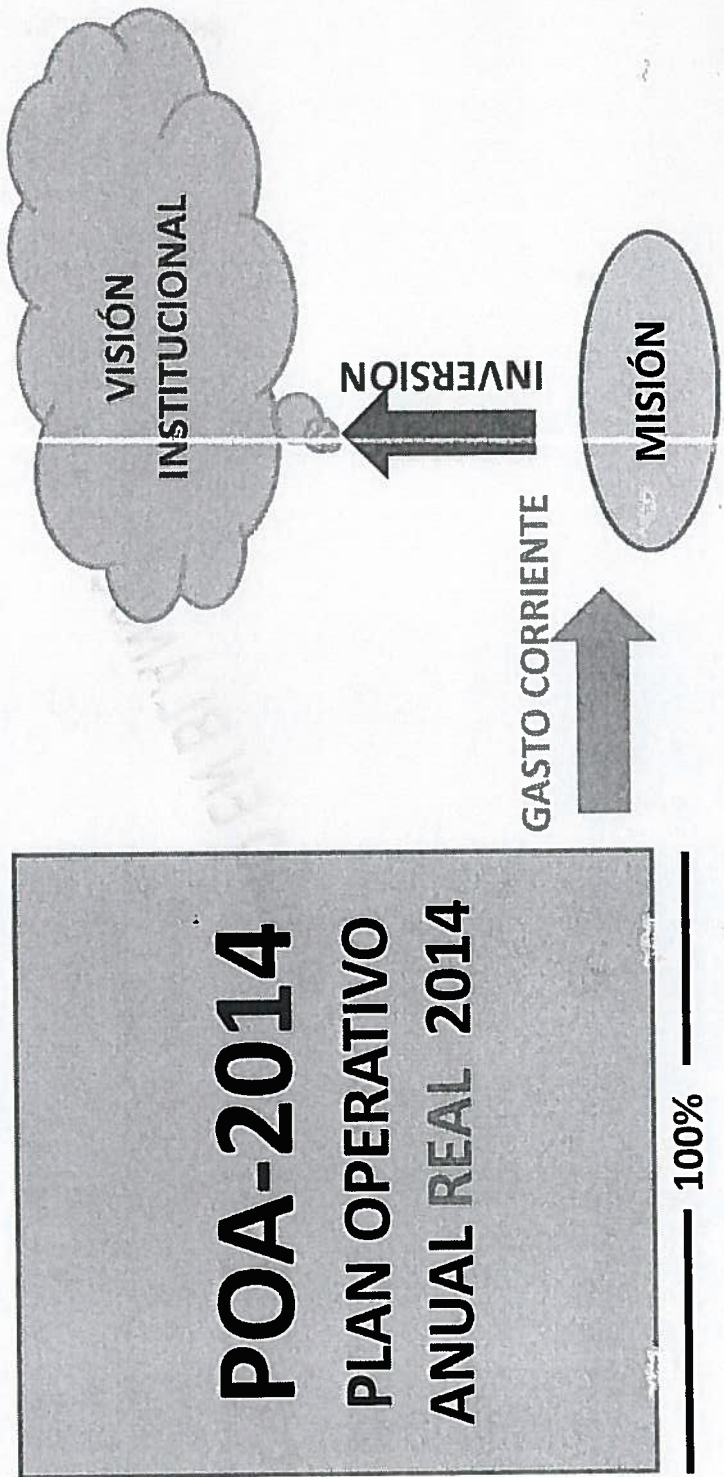 POA-2014
PLAN OPERATIVO
ANUAL REAL 2014
100%
GASTO CORRIENTE
MISIÓN
INVERSION
VISIÓN
INSTITUCIONAL